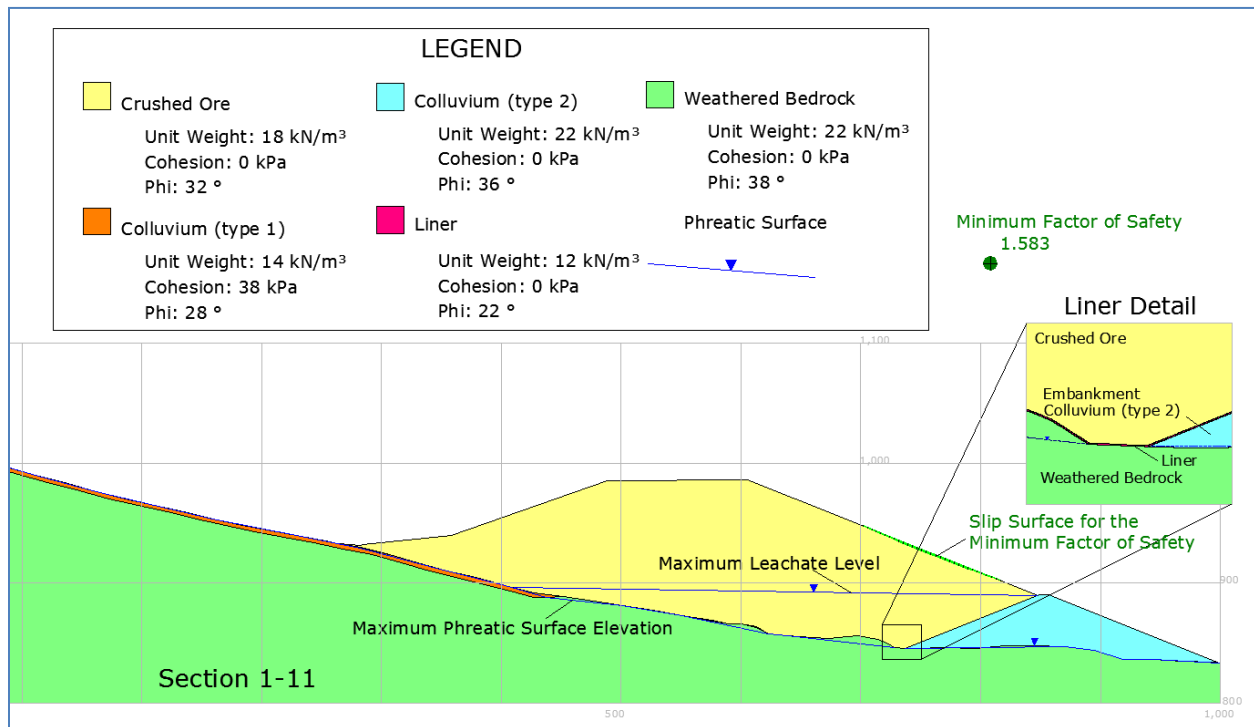 LEGEND
Crushed Ore
Unit Weight: 18 kN/m³
Cohesion: 0 kPa
Phi: 32 °
Colluvium (type 2)
Unit Weight: 22 kN/m³
Cohesion: 0 kPa
Phi: 36 °
Weathered Bedrock
Unit Weight: 22 kN/m³
Cohesion: 0 kPa
Phi: 38 °
Colluvium (type 1)
Unit Weight: 14 kN/m³
Cohesion: 38 kPa
Phi: 28 °
Liner
Unit Weight: 12 kN/m³
Cohesion: 0 kPa
Phi: 22 °
Phreatic Surface
Minimum Factor of Safety
1.583
Liner Detail
Crushed Ore
Embankment
Colluvium (type 2)
Liner
Weathered Bedrock
1,100
1,000
Slip Surface for the
Minimum Factor of Safety
Maximum Leachate Level
900
Maximum Phreatic Surface Elevation
Section 1-11
800
500
1,000